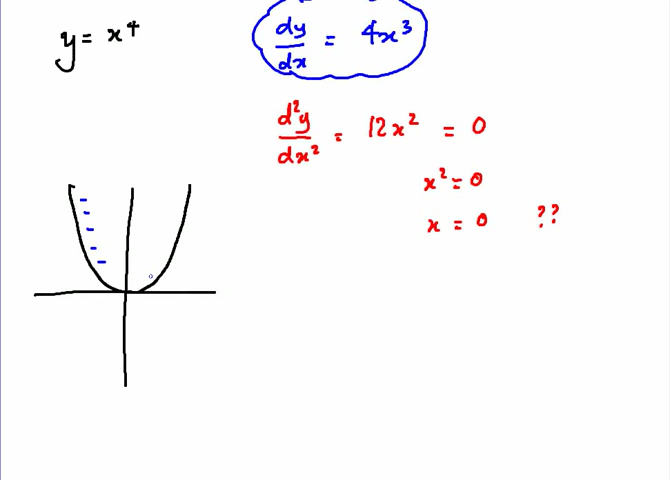 y = x⁴
dy/dx = 4x³
d²y/dx² = 12x² = 0
x² = 0
x = 0 ??